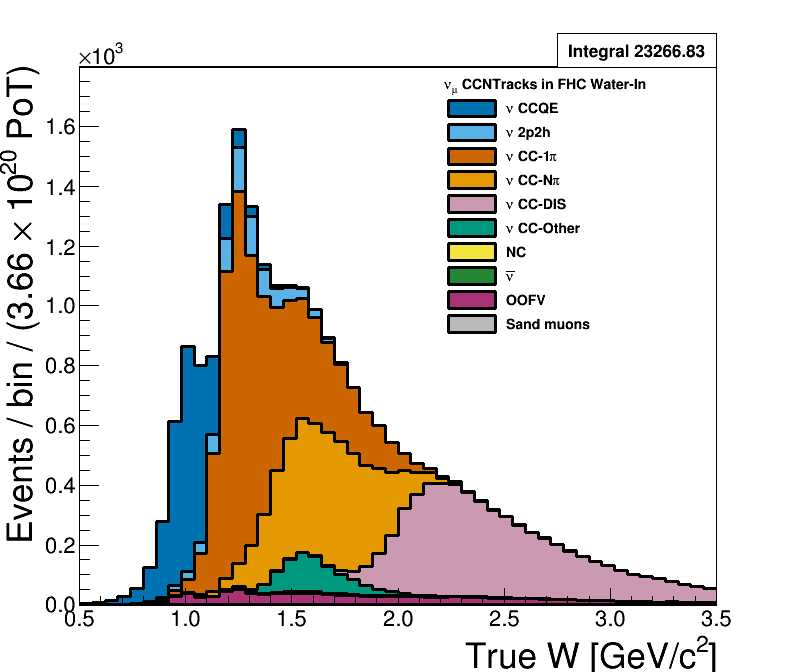 ×10³
Integral 23266.83
ν_μ CCNTracks in FHC Water-In
ν CCQE
ν 2p2h
ν CC-1π
ν CC-Nπ
ν CC-DIS
ν CC-Other
NC
ν̅
OOFV
Sand muons
Events / bin / (3.66 × 10²⁰ PoT)
1.6
1.4
1.2
1.0
0.8
0.6
0.4
0.2
0.0
0.5 1.0 1.5 2.0 2.5 3.0 3.5
True W [GeV/c²]